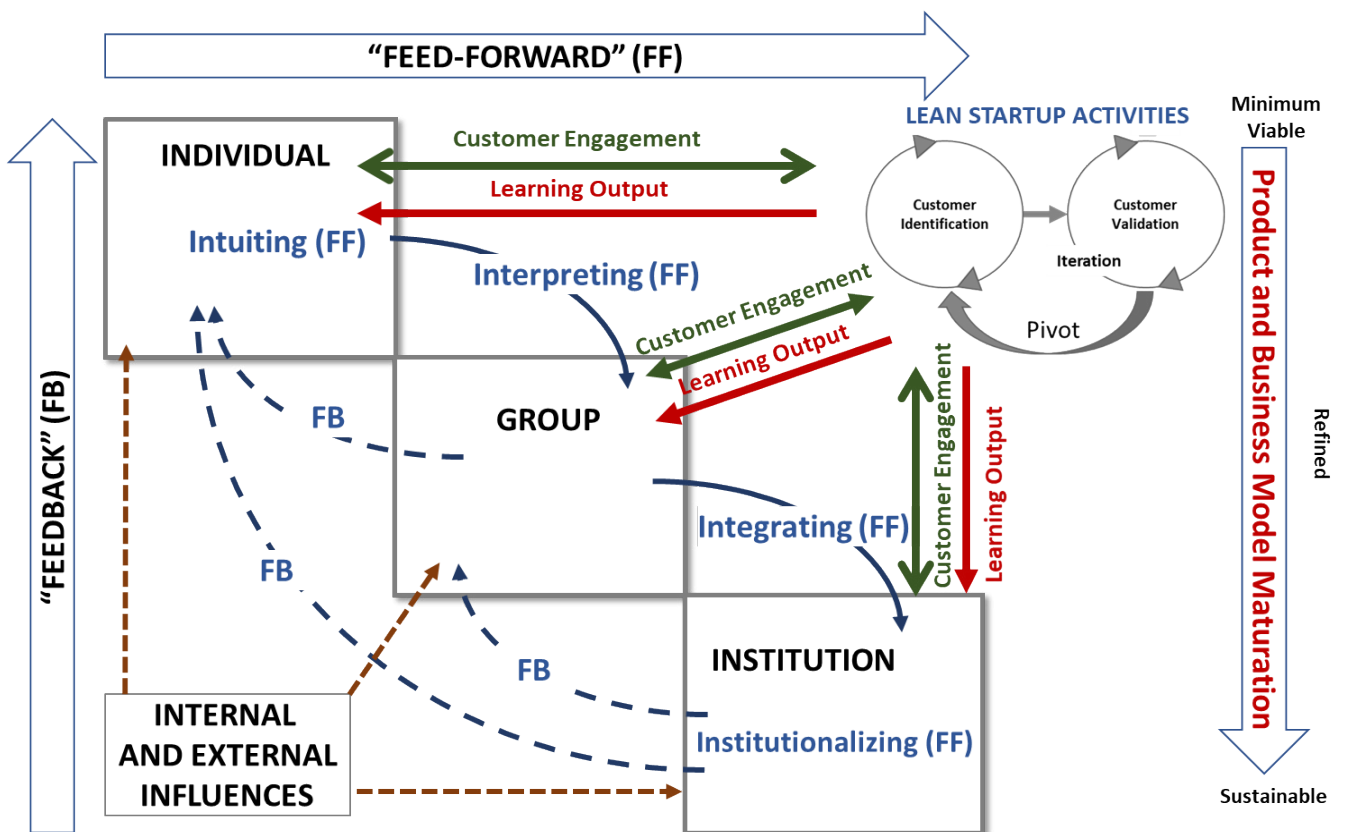 “FEED-FORWARD” (FF)
LEAN STARTUP ACTIVITIES
Minimum
Viable
INDIVIDUAL
Customer Engagement
Learning Output
Customer
Identification
Customer
Validation
Iteration
Pivot
Intuiting (FF)
Interpreting (FF)
Customer Engagement
Learning Output
“FEEDBACK” (FB)
FB
GROUP
Customer Engagement
Learning Output
Product and Business Model Maturation
Refined
Integrating (FF)
FB
FB
INSTITUTION
Institutionalizing (FF)
INTERNAL
AND EXTERNAL
INFLUENCES
Sustainable